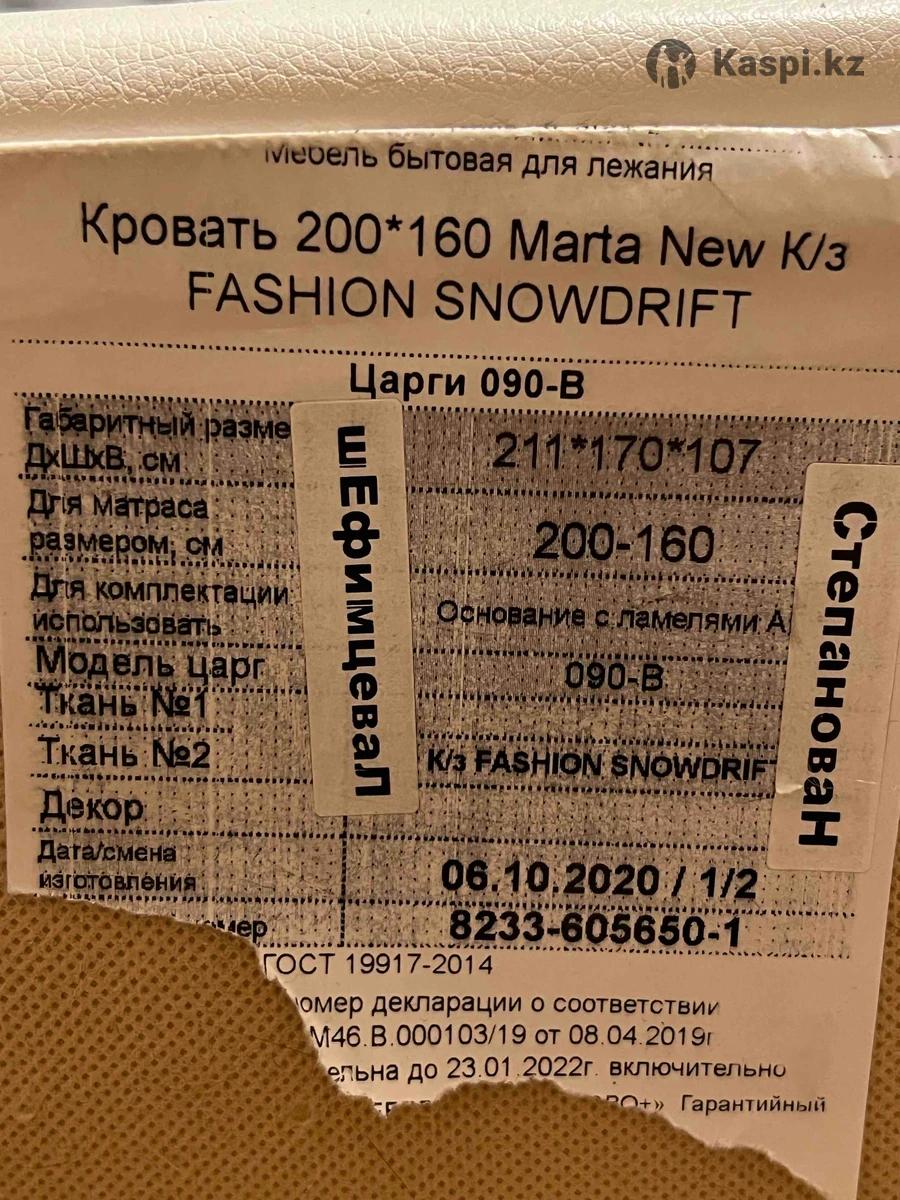 Kaspi.kz
Мебель бытовая для лежания
Кровать 200*160 Marta New К/з
FASHION SNOWDRIFT
Царги 090-В
Габаритный разме
ДхШхВ, см
211*170*107
Для матраса
размером, см
200-160
Для комплектации
использовать
Основание с ламелями А
Модель царг
090-В
Ткань №1
Ткань №2
К/з FASHION SNOWDRIFT
Декор
Дата/смена
изготовления
06.10.2020 / 1/2
8233-605650-1
шЕфимцеваЛ
СтепановаН
ГОСТ 19917-2014
омер декларации о соответствии
М46.В.000103/19 от 08.04.2019г
ельна до 23.01.2022г. включительно
Гарантийный